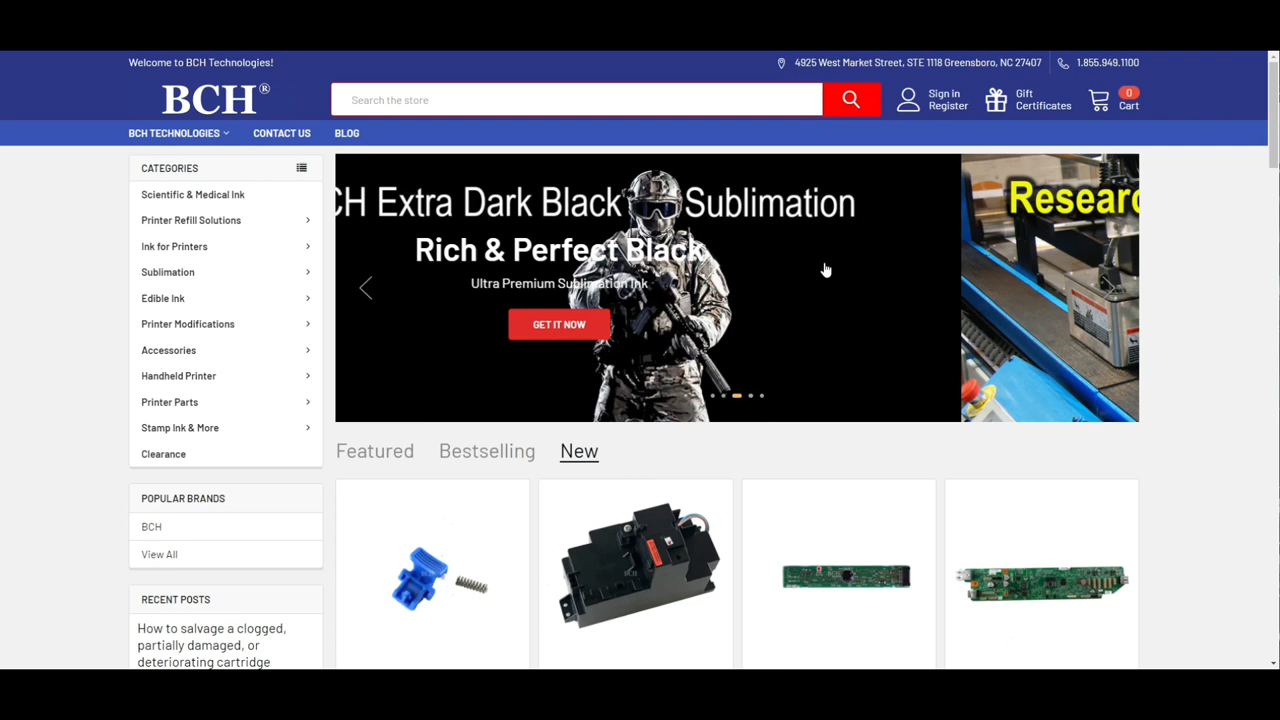 Welcome to BCH Technologies!
4925 West Market Street, STE 1118 Greensboro, NC 27407
1.855.949.1100
BCH®
Search the store
Sign in
Register
Gift
Certificates
0
Cart
BCH TECHNOLOGIES
CONTACT US
BLOG
CATEGORIES
Scientific & Medical Ink
Printer Refill Solutions
Ink for Printers
Sublimation
Edible Ink
Printer Modifications
Accessories
Handheld Printer
Printer Parts
Stamp Ink & More
Clearance
CH Extra Dark Black Sublimation
Rich & Perfect Black
Ultra Premium Sublimation Ink
GET IT NOW
Researc
Featured
Bestselling
New
POPULAR BRANDS
BCH
View All
RECENT POSTS
How to salvage a clogged,
partially damaged, or
deteriorating cartridge